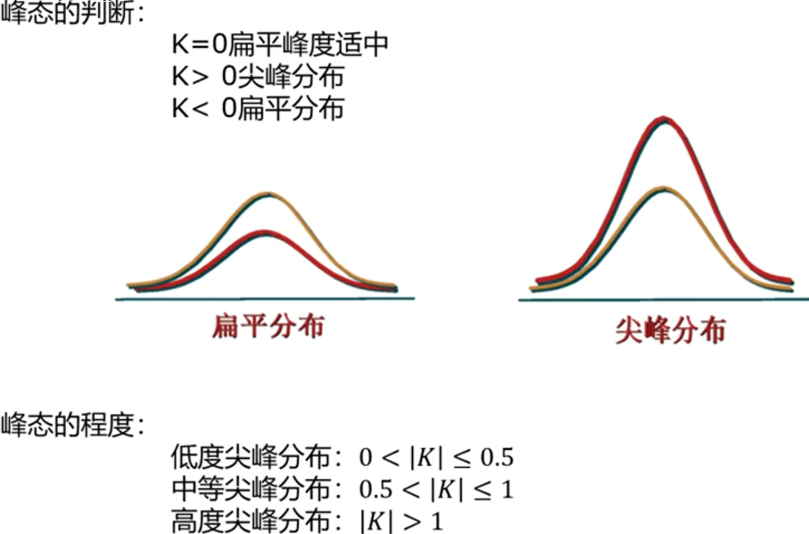 峰态的判断：
K=0扁平峰度适中
K> 0尖峰分布
K< 0扁平分布
扁平分布
尖峰分布
峰态的程度：
低度尖峰分布：0 < |K| ≤ 0.5
中等尖峰分布：0.5 < |K| ≤ 1
高度尖峰分布：|K| > 1